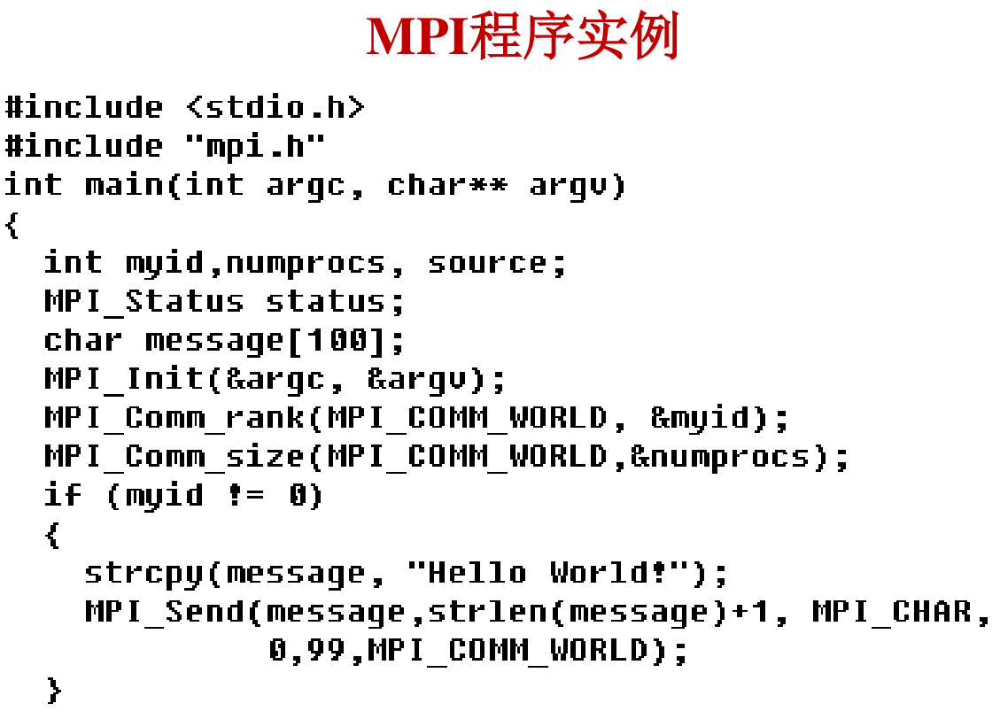 MPI程序实例
#include <stdio.h>
#include "mpi.h"
int main(int argc, char** argv)
{
  int myid,numprocs, source;
  MPI_Status status;
  char message[100];
  MPI_Init(&argc, &argv);
  MPI_Comm_rank(MPI_COMM_WORLD, &myid);
  MPI_Comm_size(MPI_COMM_WORLD,&numprocs);
  if (myid != 0)
  {
    strcpy(message, "Hello World!");
    MPI_Send(message,strlen(message)+1, MPI_CHAR,
             0,99,MPI_COMM_WORLD);
  }